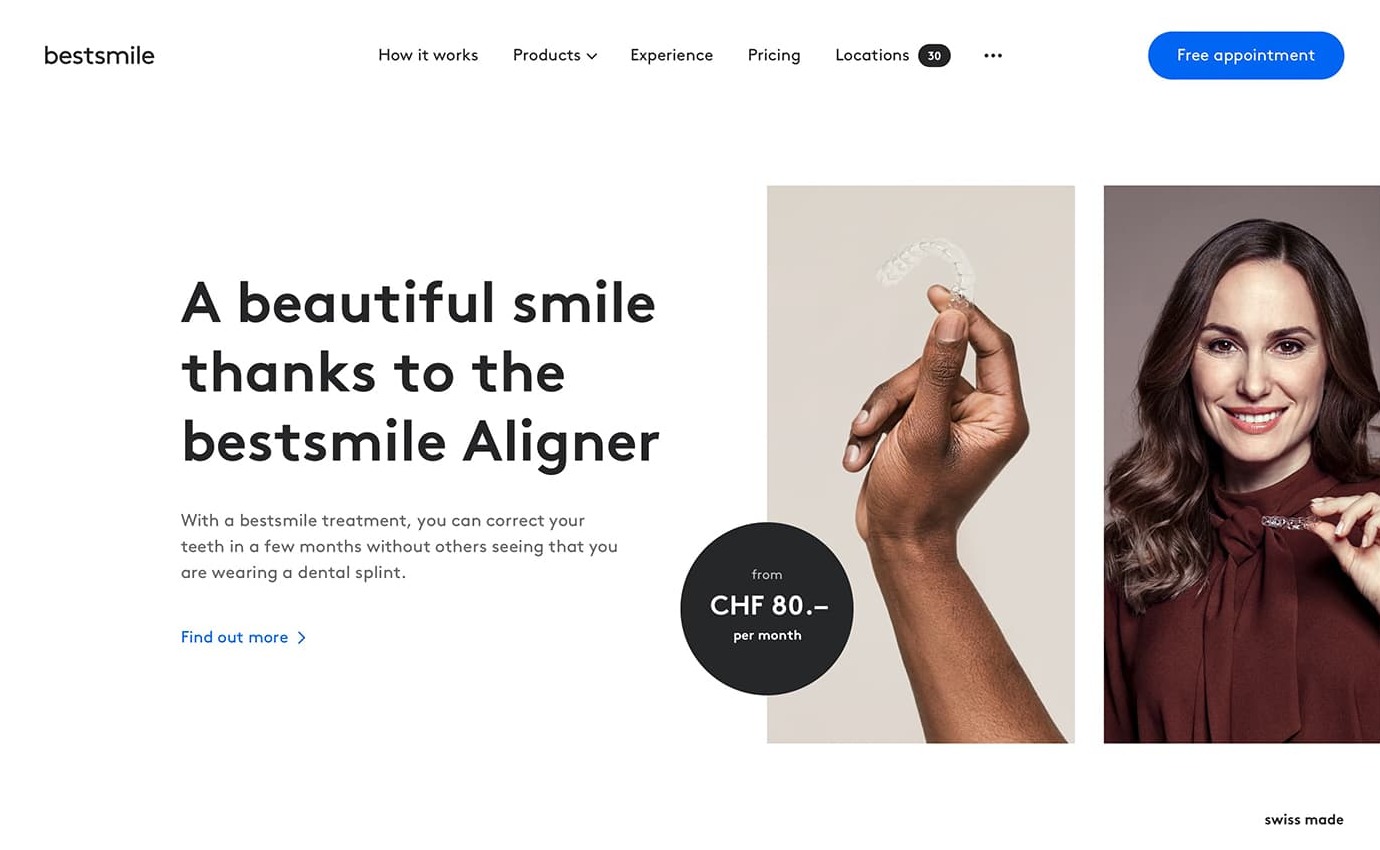 bestsmile
How it works
Products
Experience
Pricing
Locations 30
Free appointment
A beautiful smile
thanks to the
bestsmile Aligner
With a bestsmile treatment, you can correct your
teeth in a few months without others seeing that you
are wearing a dental splint.
Find out more
from
CHF 80.–
per month
swiss made